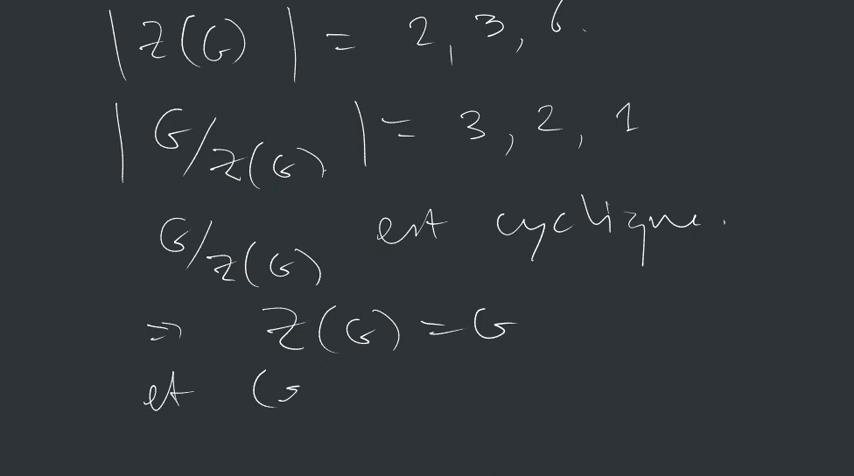 |Z(G)| = 2, 3, 6.
|G/Z(G)| = 3, 2, 1
G/Z(G) est cyclique.
⇒ Z(G) = G
et G